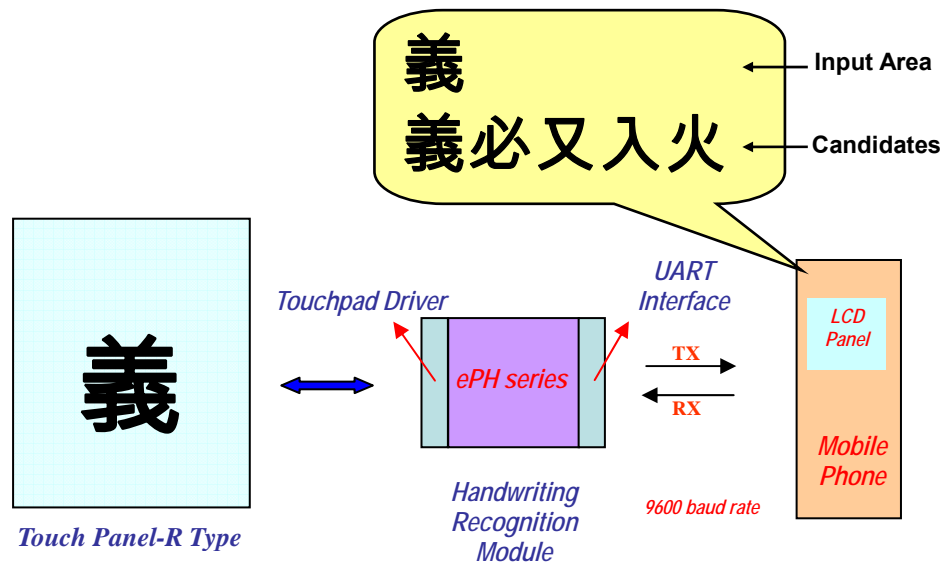 義
Input Area
義必又入火
Candidates
義
Touch Panel-R Type
Touchpad Driver
UART
Interface
ePH series
TX
RX
Handwriting
Recognition
Module
9600 baud rate
LCD
Panel
Mobile
Phone